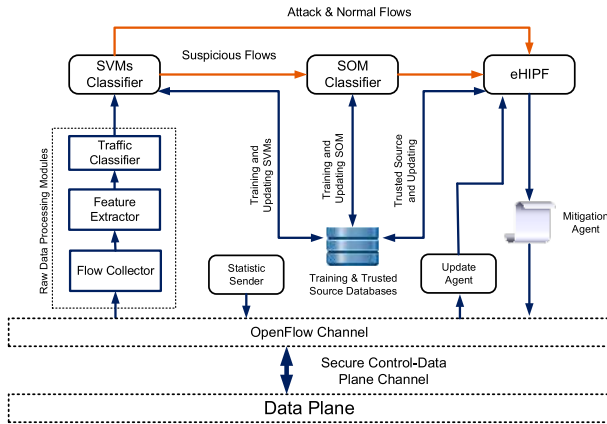 Attack & Normal Flows
SVMs
Classifier
Suspicious Flows
SOM
Classifier
eHIPF
Raw Data Processing Modules
Traffic
Classifier
Feature
Extractor
Flow Collector
Training and
Updating SVMs
Training and
Updating SOM
Trusted Source
and Updating
Mitigation
Agent
Statistic
Sender
Training & Trusted
Source Databases
Update
Agent
OpenFlow Channel
Secure Control-Data
Plane Channel
Data Plane